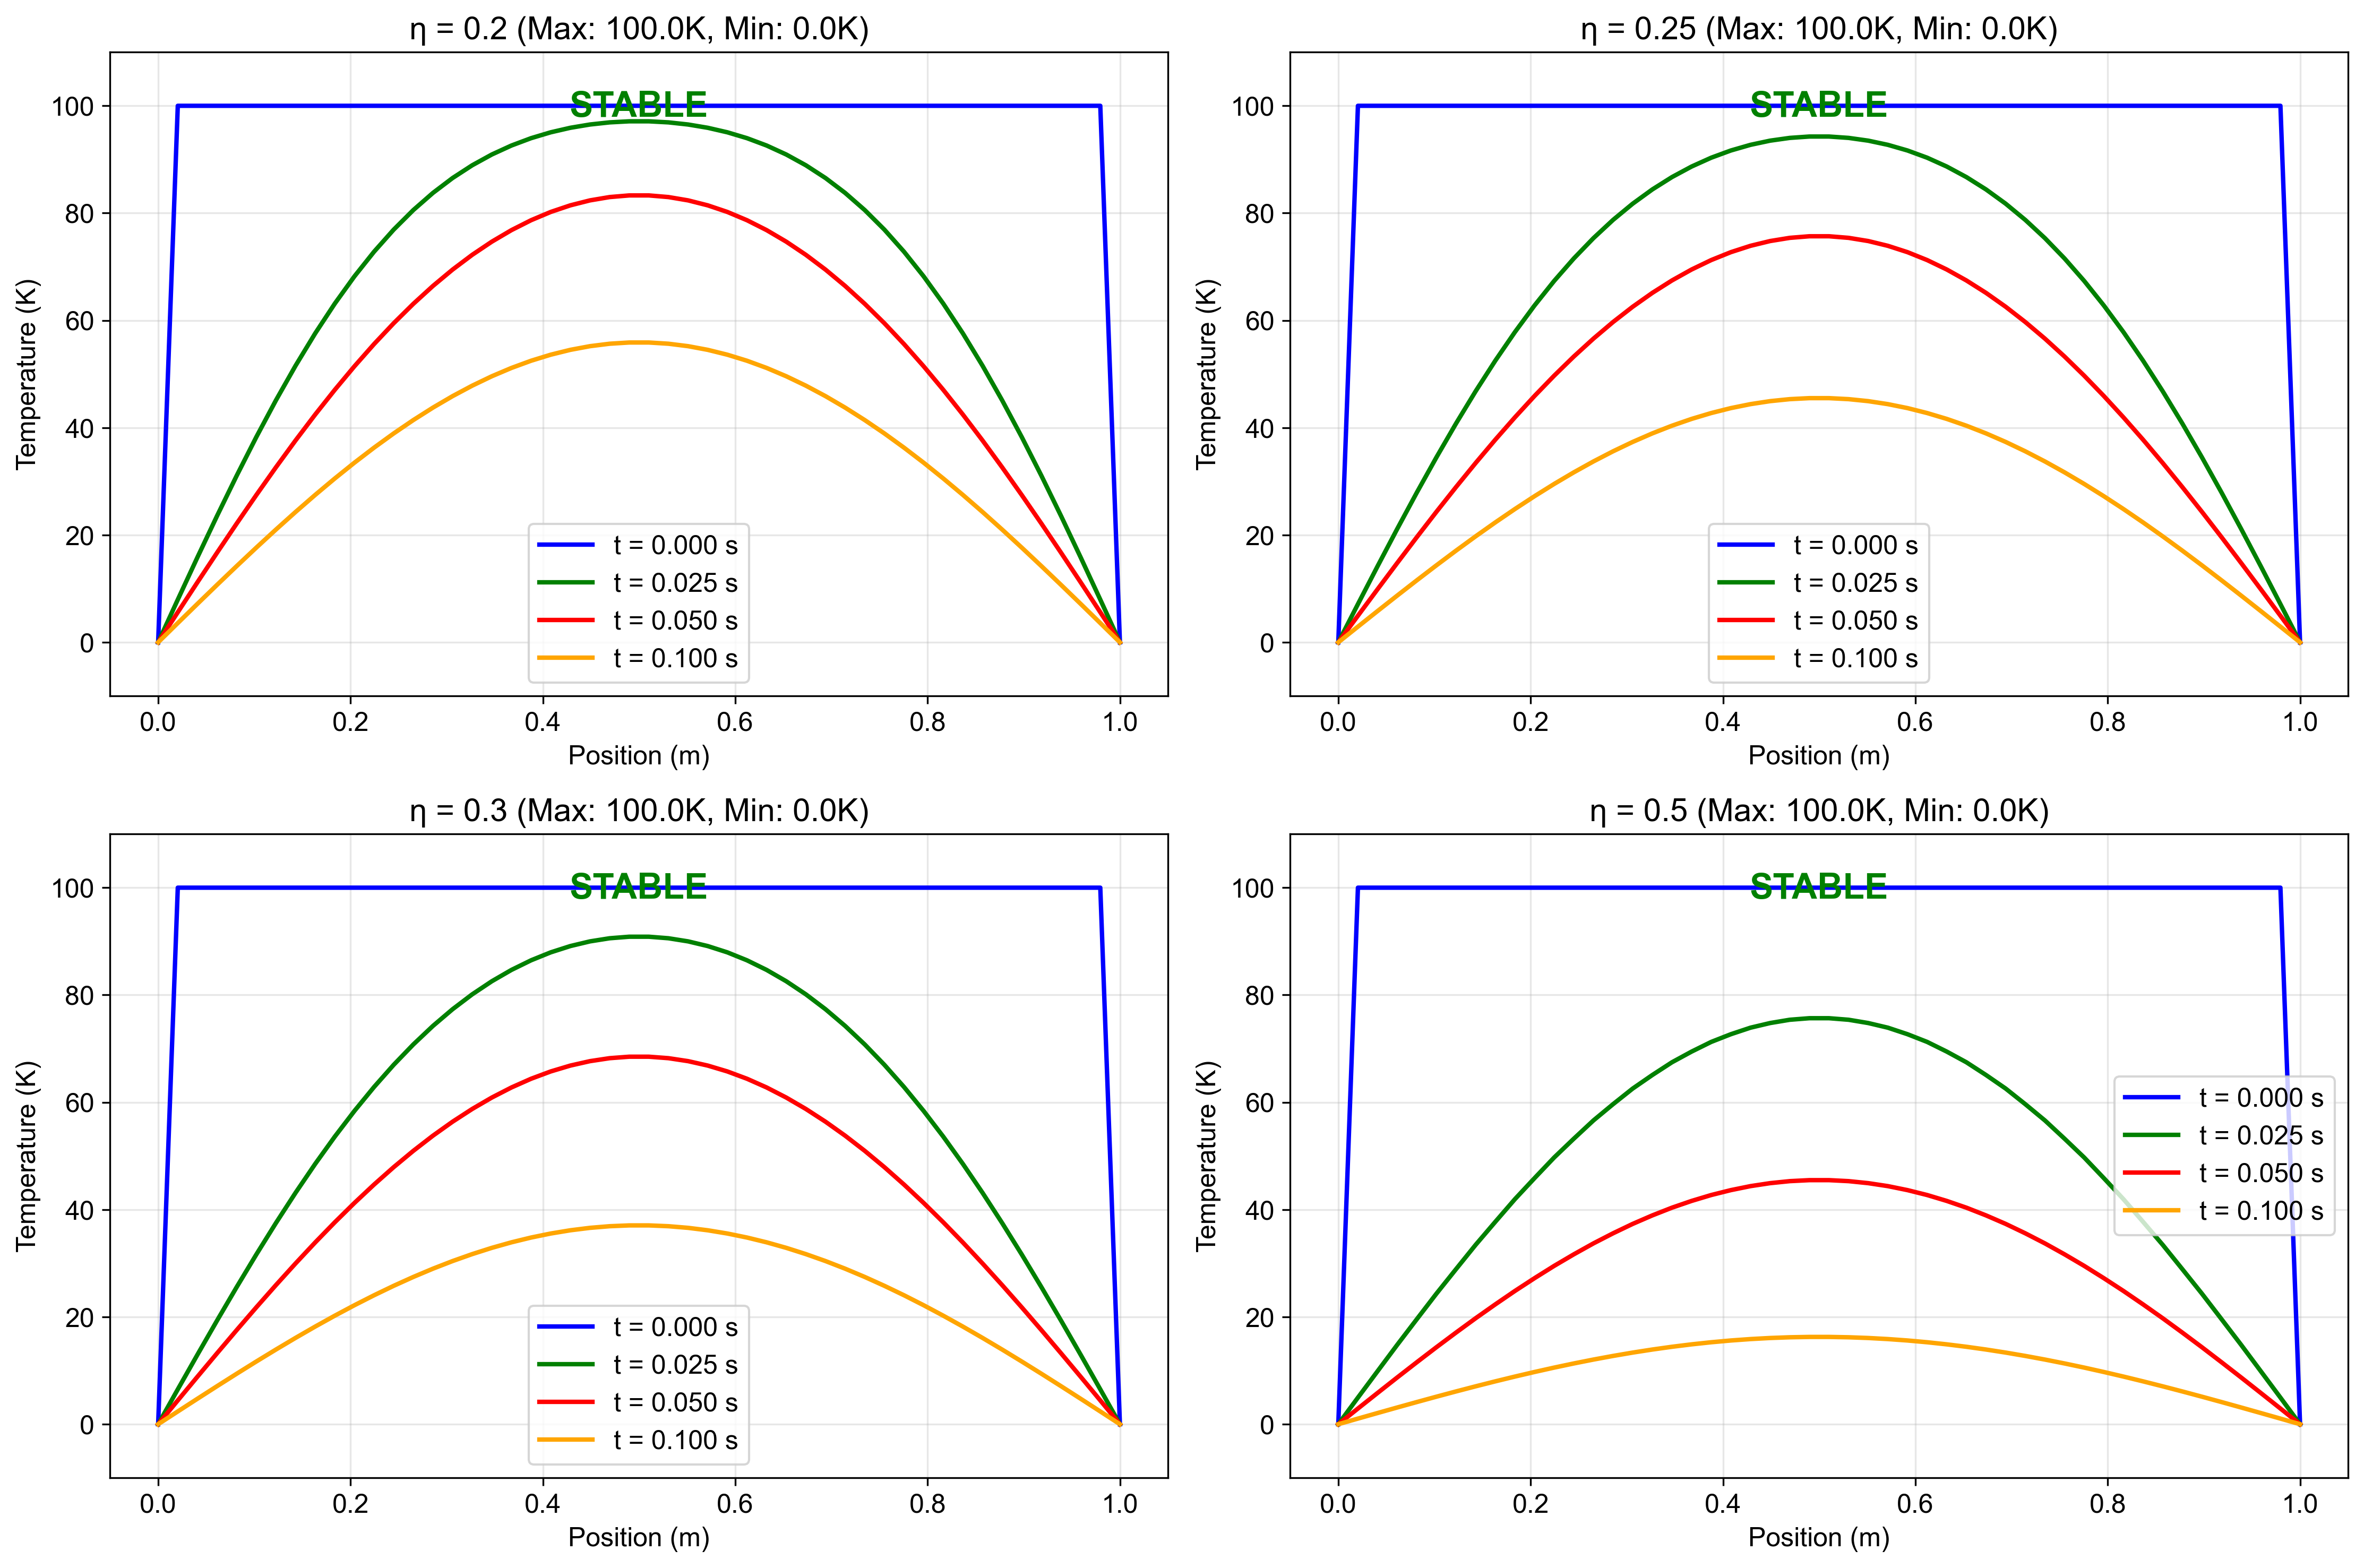 η = 0.2 (Max: 100.0K, Min: 0.0K)
STABLE
100
80
60
40
20
0
Temperature (K)
t = 0.000 s
t = 0.025 s
t = 0.050 s
t = 0.100 s
0.0 0.2 0.4 0.6 0.8 1.0
Position (m)
η = 0.25 (Max: 100.0K, Min: 0.0K)
STABLE
100
80
60
40
20
0
Temperature (K)
t = 0.000 s
t = 0.025 s
t = 0.050 s
t = 0.100 s
0.0 0.2 0.4 0.6 0.8 1.0
Position (m)
η = 0.3 (Max: 100.0K, Min: 0.0K)
STABLE
100
80
60
40
20
0
Temperature (K)
t = 0.000 s
t = 0.025 s
t = 0.050 s
t = 0.100 s
0.0 0.2 0.4 0.6 0.8 1.0
Position (m)
η = 0.5 (Max: 100.0K, Min: 0.0K)
STABLE
100
80
60
40
20
0
Temperature (K)
t = 0.000 s
t = 0.025 s
t = 0.050 s
t = 0.100 s
0.0 0.2 0.4 0.6 0.8 1.0
Position (m)